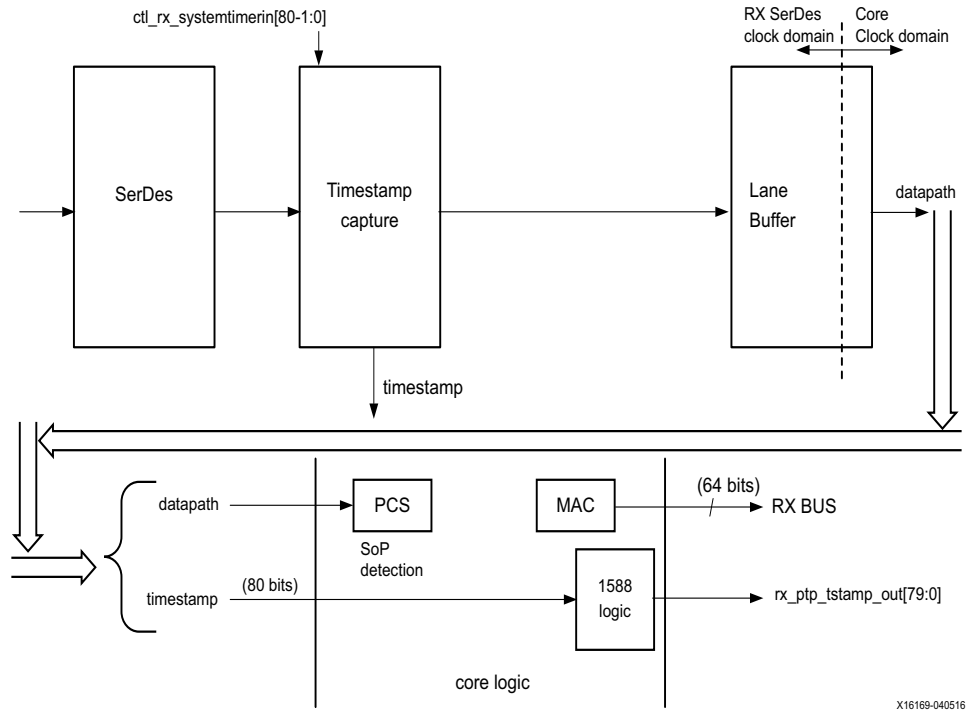 ctl_rx_systemtimerin[80-1:0]
RX SerDes
clock domain
Core
Clock domain
SerDes
Timestamp
capture
Lane
Buffer
datapath
timestamp
datapath
PCS
MAC
(64 bits)
RX BUS
SoP
detection
timestamp
(80 bits)
1588
logic
rx_ptp_tstamp_out[79:0]
core logic
X16169-040516